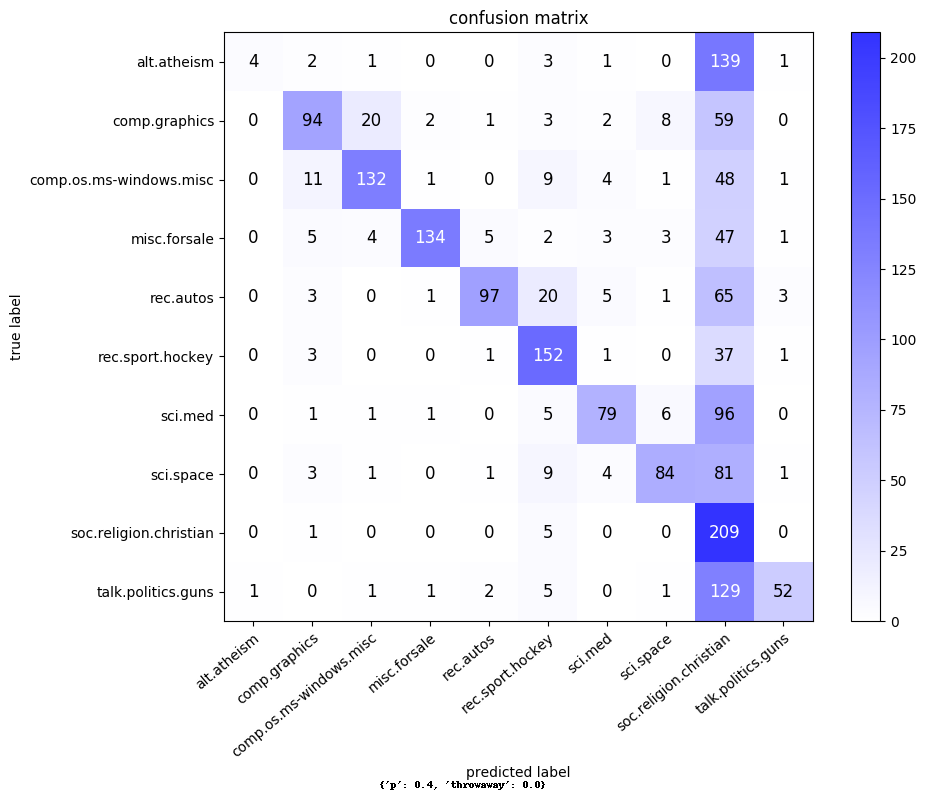 confusion matrix
true label
alt.atheism 4 2 1 0 0 3 1 0 139 1
comp.graphics 0 94 20 2 1 3 2 8 59 0
comp.os.ms-windows.misc 0 11 132 1 0 9 4 1 48 1
misc.forsale 0 5 4 134 5 2 3 3 47 1
rec.autos 0 3 0 1 97 20 5 1 65 3
rec.sport.hockey 0 3 0 0 1 152 1 0 37 1
sci.med 0 1 1 1 0 5 79 6 96 0
sci.space 0 3 1 0 1 9 4 84 81 1
soc.religion.christian 0 1 0 0 0 5 0 0 209 0
talk.politics.guns 1 0 1 1 2 5 0 1 129 52
alt.atheism
comp.graphics
comp.os.ms-windows.misc
misc.forsale
rec.autos
rec.sport.hockey
sci.med
sci.space
soc.religion.christian
talk.politics.guns
predicted label
{'p': 0.4, 'throwaway': 0.0}
200
175
150
125
100
75
50
25
0